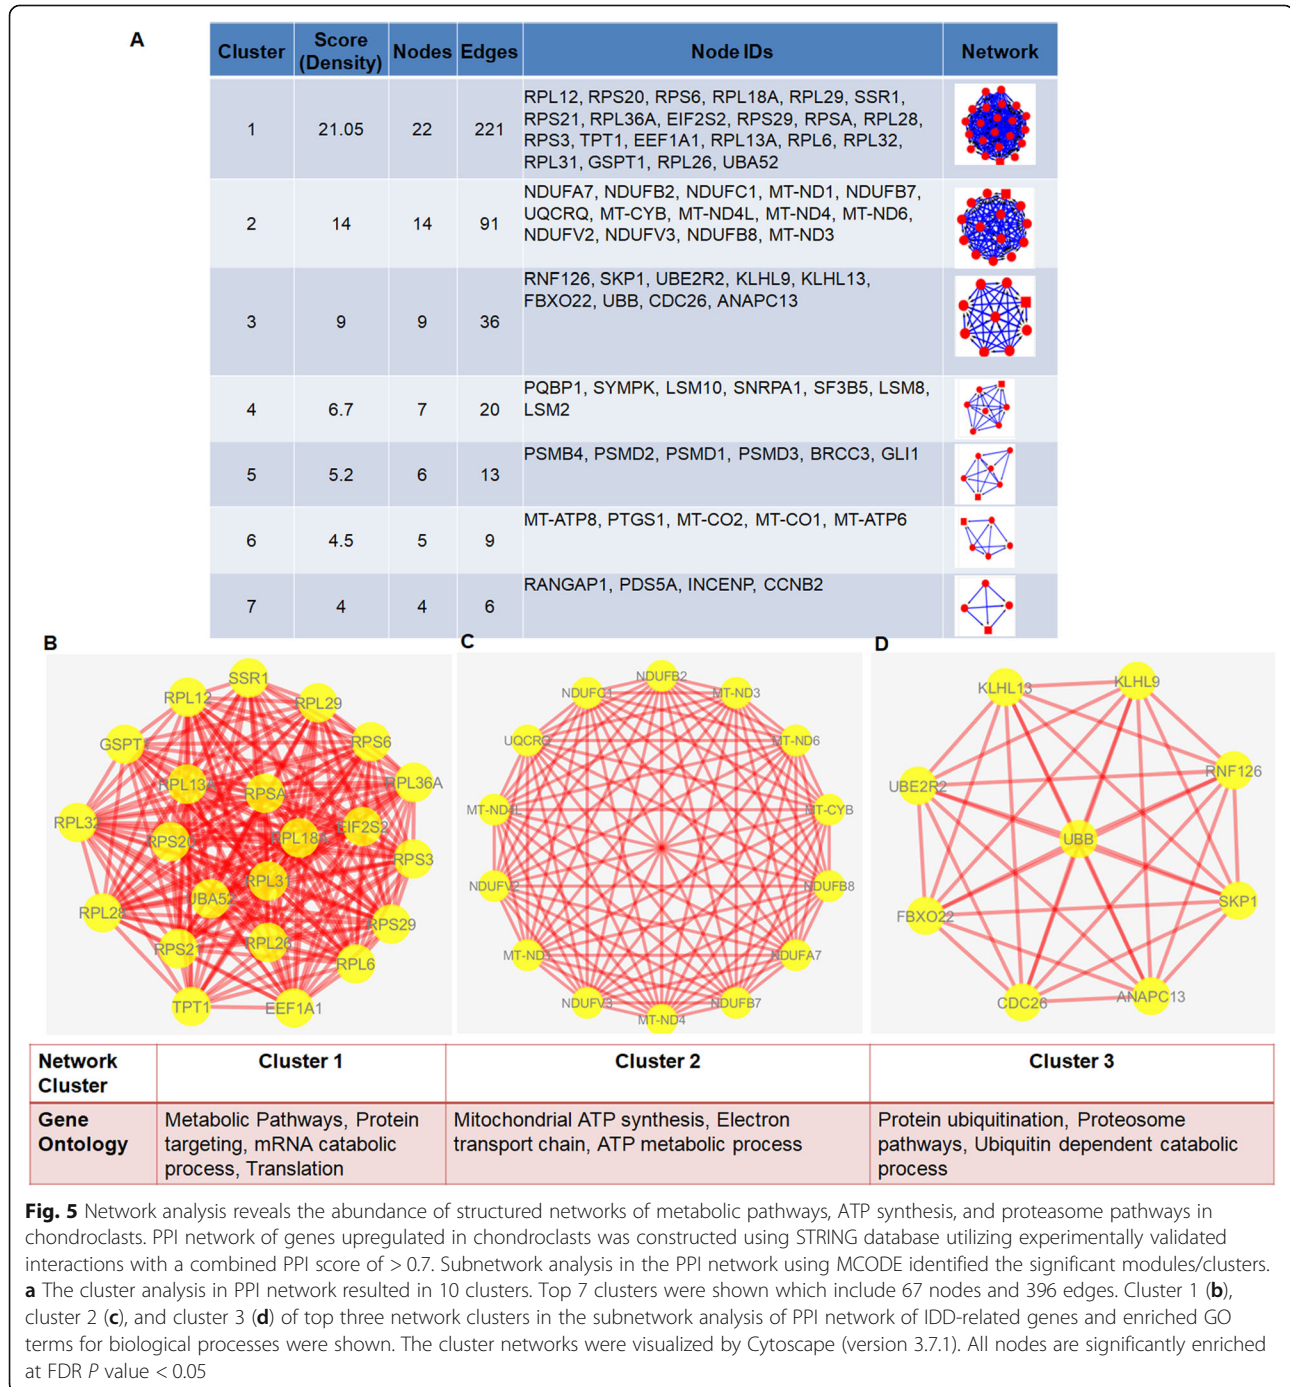 A
Cluster Score (Density) Nodes Edges Node IDs Network
1 21.05 22 221
RPL12, RPS20, RPS6, RPL18A, RPL29, SSR1,
RPS21, RPL36A, EIF2S2, RPS29, RPSA, RPL28,
RPS3, TPT1, EEF1A1, RPL13A, RPL6, RPL32,
RPL31, GSPT1, RPL26, UBA52
2 14 14 91
NDUFA7, NDUFB2, NDUFC1, MT-ND1, NDUFB7,
UQCRQ, MT-CYB, MT-ND4L, MT-ND4, MT-ND6,
NDUFV2, NDUFV3, NDUFB8, MT-ND3
3 9 9 36
RNF126, SKP1, UBE2R2, KLHL9, KLHL13,
FBXO22, UBB, CDC26, ANAPC13
4 6.7 7 20
PQBP1, SYMPK, LSM10, SNRPA1, SF3B5, LSM8,
LSM2
5 5.2 6 13
PSMB4, PSMD2, PSMD1, PSMD3, BRCC3, GLI1
6 4.5 5 9
MT-ATP8, PTGS1, MT-CO2, MT-CO1, MT-ATP6
7 4 4 6
RANGAP1, PDS5A, INCENP, CCNB2
B
SSR1
RPL12
RPL29
GSPT1
RPS6
RPL13A
RPSA
RPL36A
RPL32
RPS20
RPL18A
EIF2S2
RPS3
RPL31
UBA52
RPL28
RPS29
RPS21
RPL26
RPL6
TPT1
EEF1A1
C
NDUFB2
NDUFC1
MT-ND3
UQCRQ
MT-ND6
MT-ND4L
MT-CYB
NDUFV2
NDUFB8
NDUFA7
NDUFV3
NDUFB7
MT-ND4
D
KLHL13
KLHL9
UBE2R2
RNF126
UBB
FBXO22
SKP1
CDC26
ANAPC13
Network Cluster
Cluster 1
Cluster 2
Cluster 3
Gene Ontology
Metabolic Pathways, Protein
targeting, mRNA catabolic
process, Translation
Mitochondrial ATP synthesis, Electron
transport chain, ATP metabolic process
Protein ubiquitination, Proteosome
pathways, Ubiquitin dependent catabolic
process
Fig. 5 Network analysis reveals the abundance of structured networks of metabolic pathways, ATP synthesis, and proteasome pathways in
chondroclasts. PPI network of genes upregulated in chondroclasts was constructed using STRING database utilizing experimentally validated
interactions with a combined PPI score of > 0.7. Subnetwork analysis in the PPI network using MCODE identified the significant modules/clusters.
a The cluster analysis in PPI network resulted in 10 clusters. Top 7 clusters were shown which include 67 nodes and 396 edges. Cluster 1 (b),
cluster 2 (c), and cluster 3 (d) of top three network clusters in the subnetwork analysis of PPI network of IDD-related genes and enriched GO
terms for biological processes were shown. The cluster networks were visualized by Cytoscape (version 3.7.1). All nodes are significantly enriched
at FDR P value < 0.05